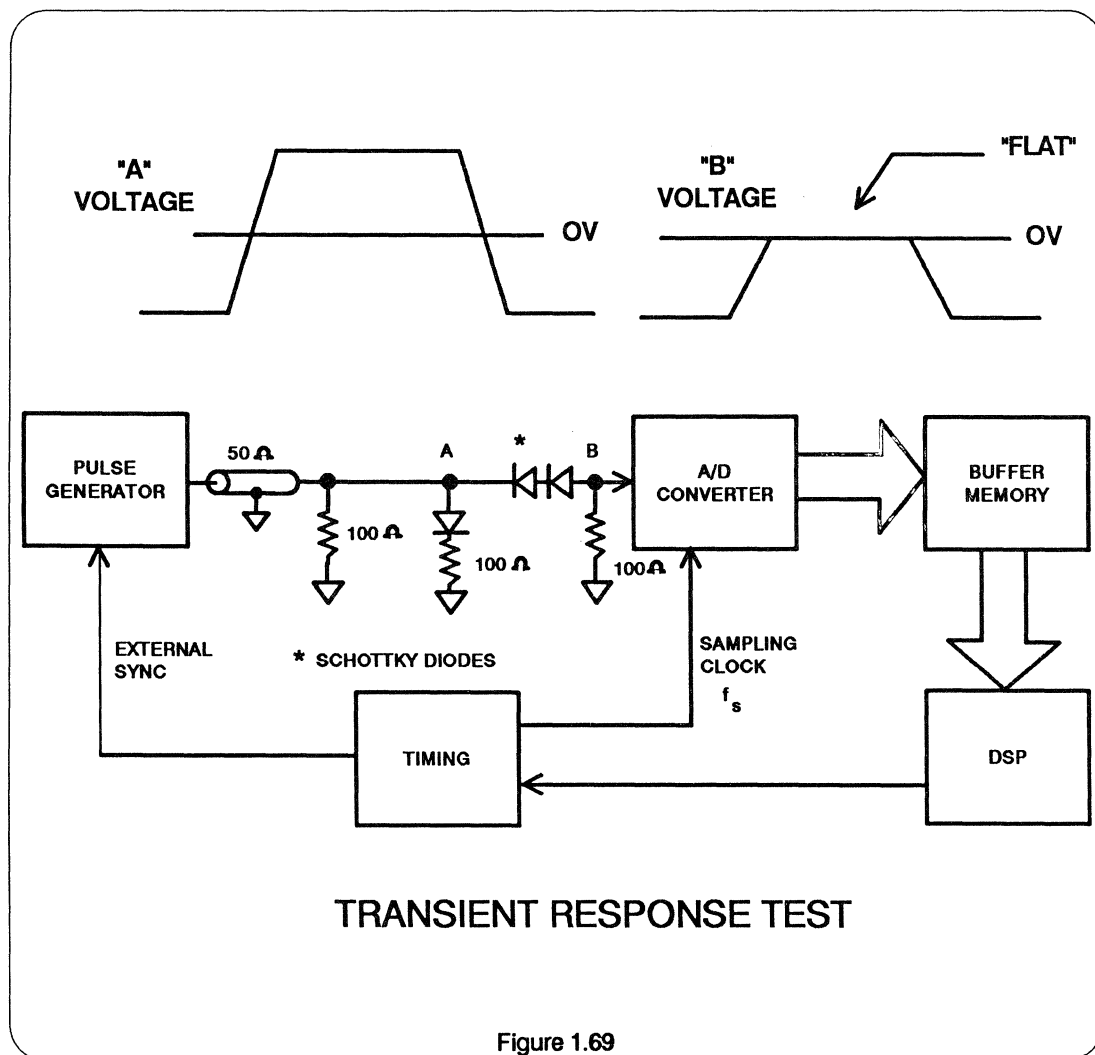 "A"
VOLTAGE
OV
"B"
VOLTAGE
"FLAT"
OV
PULSE
GENERATOR
50 Ω
A
*
B
A/D
CONVERTER
BUFFER
MEMORY
100 Ω
100 Ω
100Ω
EXTERNAL
SYNC
* SCHOTTKY DIODES
SAMPLING
CLOCK
f s
TIMING
DSP
TRANSIENT RESPONSE TEST
Figure 1.69